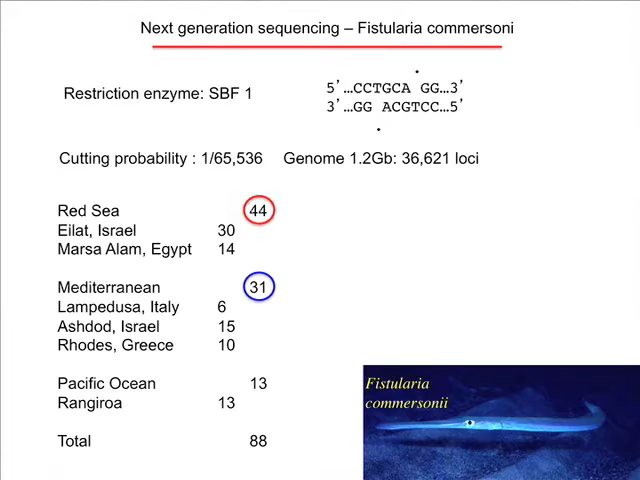 Next generation sequencing – Fistularia commersoni
Restriction enzyme: SBF 1
5'…CCTGCA GG…3'
3'…GG ACGTCC…5'
Cutting probability : 1/65,536 Genome 1.2Gb: 36,621 loci
Red Sea 44
Eilat, Israel 30
Marsa Alam, Egypt 14
Mediterranean 31
Lampedusa, Italy 6
Ashdod, Israel 15
Rhodes, Greece 10
Pacific Ocean 13
Rangiroa 13
Total 88
Fistularia
commersonii